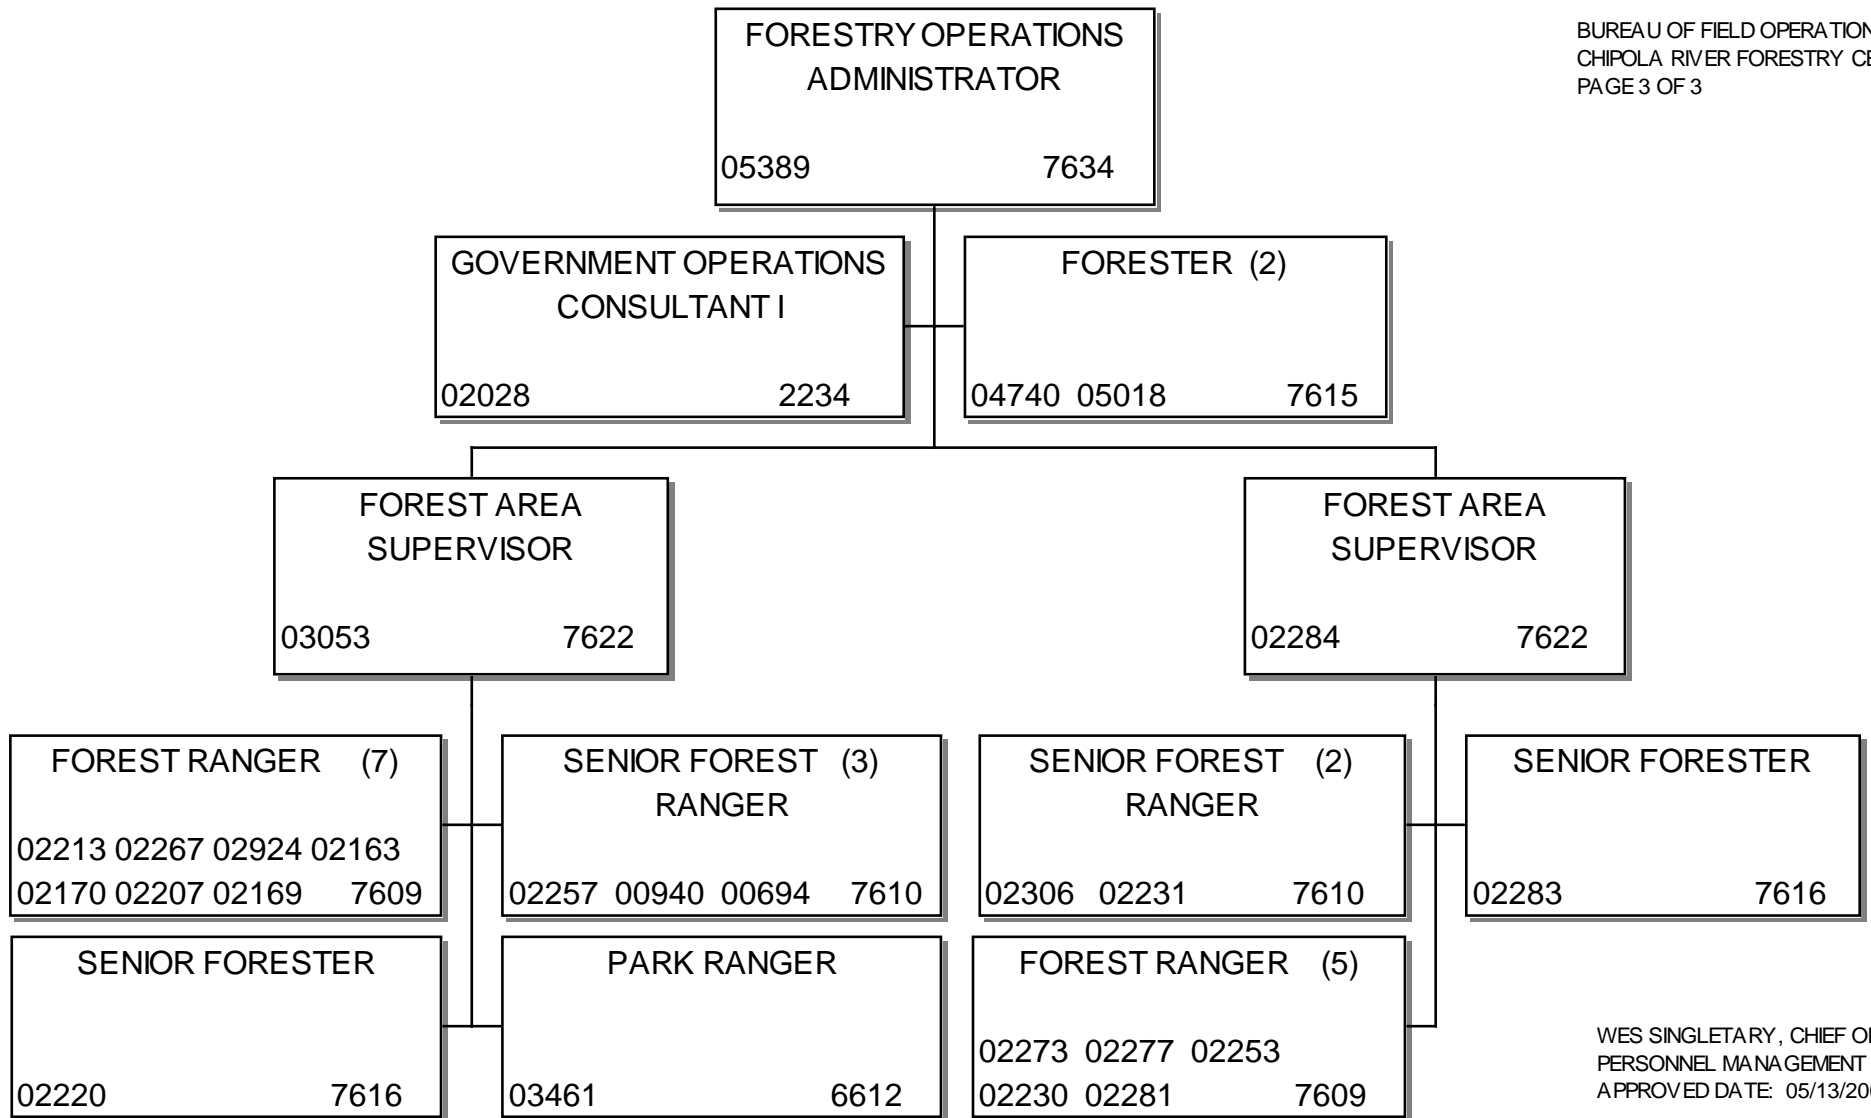 FORESTRY OPERATIONS
ADMINISTRATOR
05389 7634
BUREAU OF FIELD
CHIPOLA RIVER FORESTRY
PAGE 3 OF 3
GOVERNMENT OPERATIONS
CONSULTANT I
02028 2234
FORESTER (2)
04740 05018 7615
FOREST AREA
SUPERVISOR
03053 7622
FOREST AREA
SUPERVISOR
02284 7622
FOREST RANGER (7)
02213 02267 02924 02163
02170 02207 02169 7609
SENIOR FOREST (3)
RANGER
02257 00940 00694 7610
SENIOR FOREST (2)
RANGER
02306 02231 7610
SENIOR FORESTER
02283 7616
SENIOR FORESTER
02220 7616
PARK RANGER
03461 6612
FOREST RANGER (5)
02273 02277 02253
02230 02281 7609
WES SINGLETARY, CHIEF
PERSONNEL MANAGEMENT
APPROVED DATE: